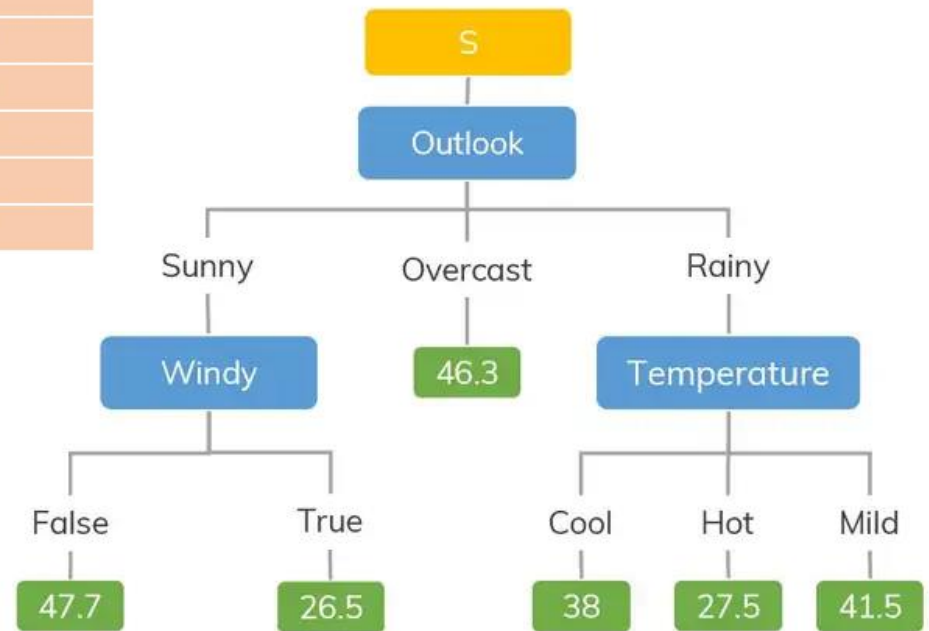 S
Outlook
Sunny Overcast Rainy
Windy 46.3 Temperature
False True Cool Hot Mild
47.7 26.5 38 27.5 41.5